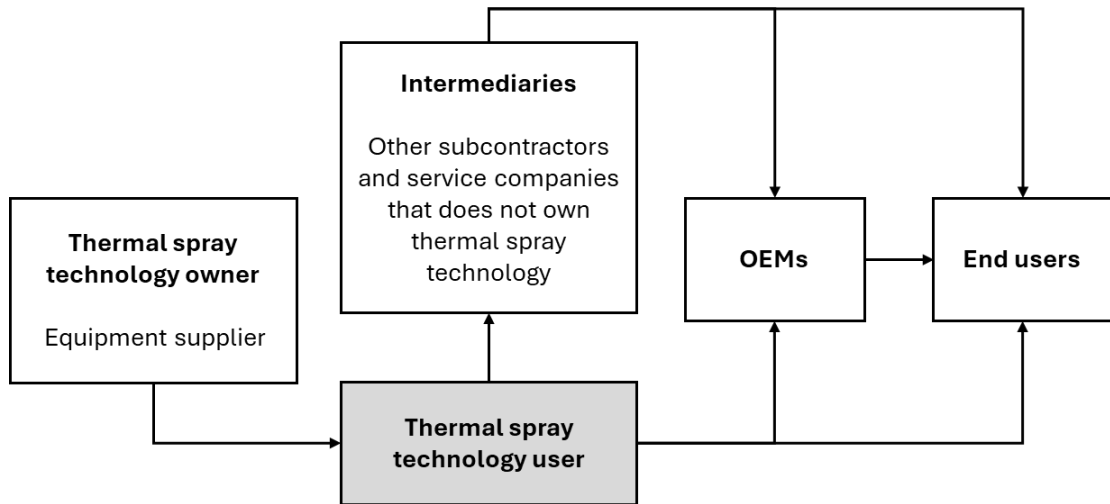 Intermediaries
Other subcontractors
and service companies
that does not own
thermal spray
technology
Thermal spray
technology owner
Equipment supplier
OEMs
End users
Thermal spray
technology user